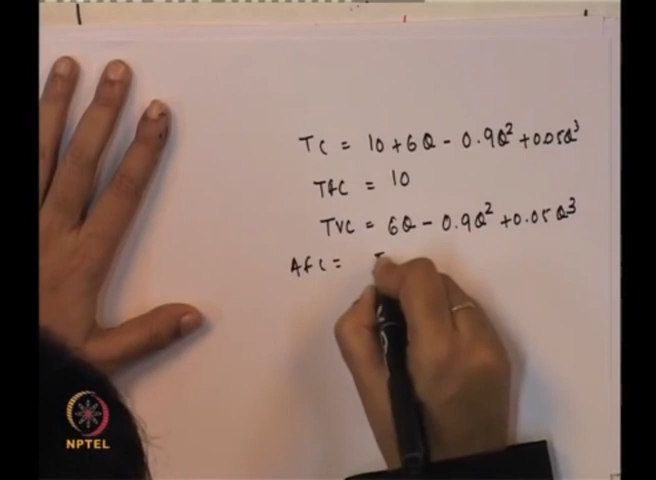 TC = 10 + 6Q - 0.9Q² + 0.05Q³
TFC = 10
TVC = 6Q - 0.9Q² + 0.05Q³
AFC =
NPTEL